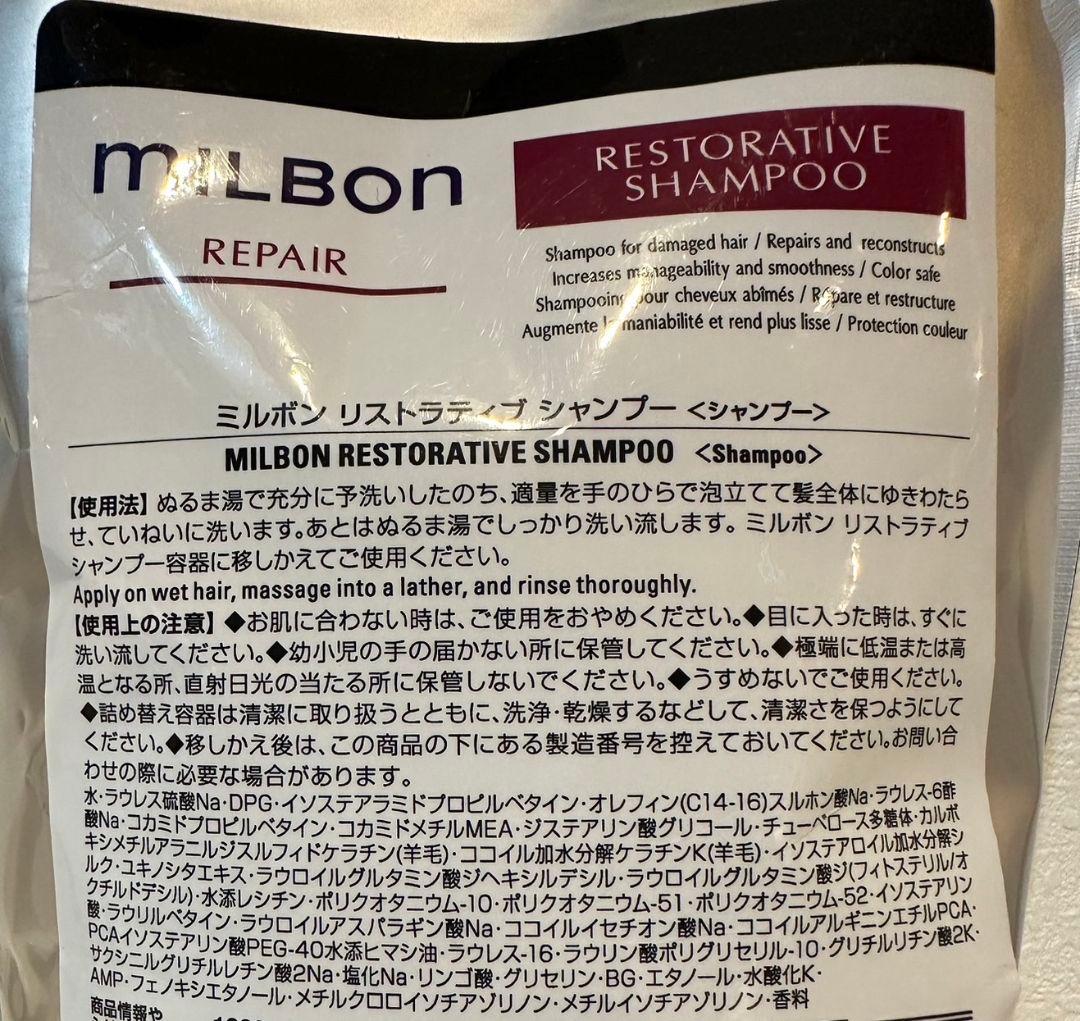 MILBON
REPAIR
RESTORATIVE
SHAMPOO
Shampoo for damaged hair / Repairs and reconstructs
Increases manageability and smoothness / Color safe
Shampooing pour cheveux abîmés / Répare et restructure
Augmente la maniabilité et rend plus lisse / Protection couleur
ミルボン リストラティブ シャンプー <シャンプー>
MILBON RESTORATIVE SHAMPOO <Shampoo>
【使用法】ぬるま湯で充分に予洗いしたのち、適量を手のひらで泡立てて髪全体にゆきわたら
せ、ていねいに洗います。あとはぬるま湯でしっかり洗い流します。ミルボン リストラティブ
シャンプー容器に移しかえてご使用ください。
Apply on wet hair, massage into a lather, and rinse thoroughly.
【使用上の注意】◆お肌に合わない時は、ご使用をおやめください。◆目に入った時は、すぐに
洗い流してください。◆幼小児の手の届かない所に保管してください。◆極端に低温または高
温となる所、直射日光の当たる所に保管しないでください。◆うすめないでご使用ください。
◆詰め替え容器は清潔に取り扱うとともに、洗浄・乾燥するなどして、清潔さを保つようにして
ください。◆移しかえ後は、この商品の下にある製造番号を控えておいてください。お問い合
わせの際に必要な場合があります。
水・ラウレス硫酸Na・DPG・イソステアラミドプロピルベタイン・オレフィン(C14-16)スルホン酸Na・ラウレス-6酢
酸Na・コカミドプロピルベタイン・コカミドメチルMEA・ジステアリン酸グリコール・チューベロース多糖体・カルボ
キシメチルアラニルジスルフィドケラチン(羊毛)・ココイル加水分解ケラチンK(羊毛)・イソステアロイル加水分解シ
ルク・ユキノシタエキス・ラウロイルグルタミン酸ジヘキシルデシル・ラウロイルグルタミン酸ジ(フィトステリル/オ
クチルドデシル)・水添レシチン・ポリクオタニウム-10・ポリクオタニウム-51・ポリクオタニウム-52・イソステアリン
酸・ラウリルベタイン・ラウロイルアスパラギン酸Na・ココイルイセチオン酸Na・ココイルアルギニンエチルPCA・
PCAイソステアリン酸PEG-40水添ヒマシ油・ラウレス-16・ラウリン酸ポリグリセリル-10・グリチルリチン酸2K・
サクシニルグリチルレチン酸2Na・塩化Na・リンゴ酸・グリセリン・BG・エタノール・水酸化K・
AMP・フェノキシエタノール・メチルクロロイソチアゾリノン・メチルイソチアゾリノン・香料
商品情報や